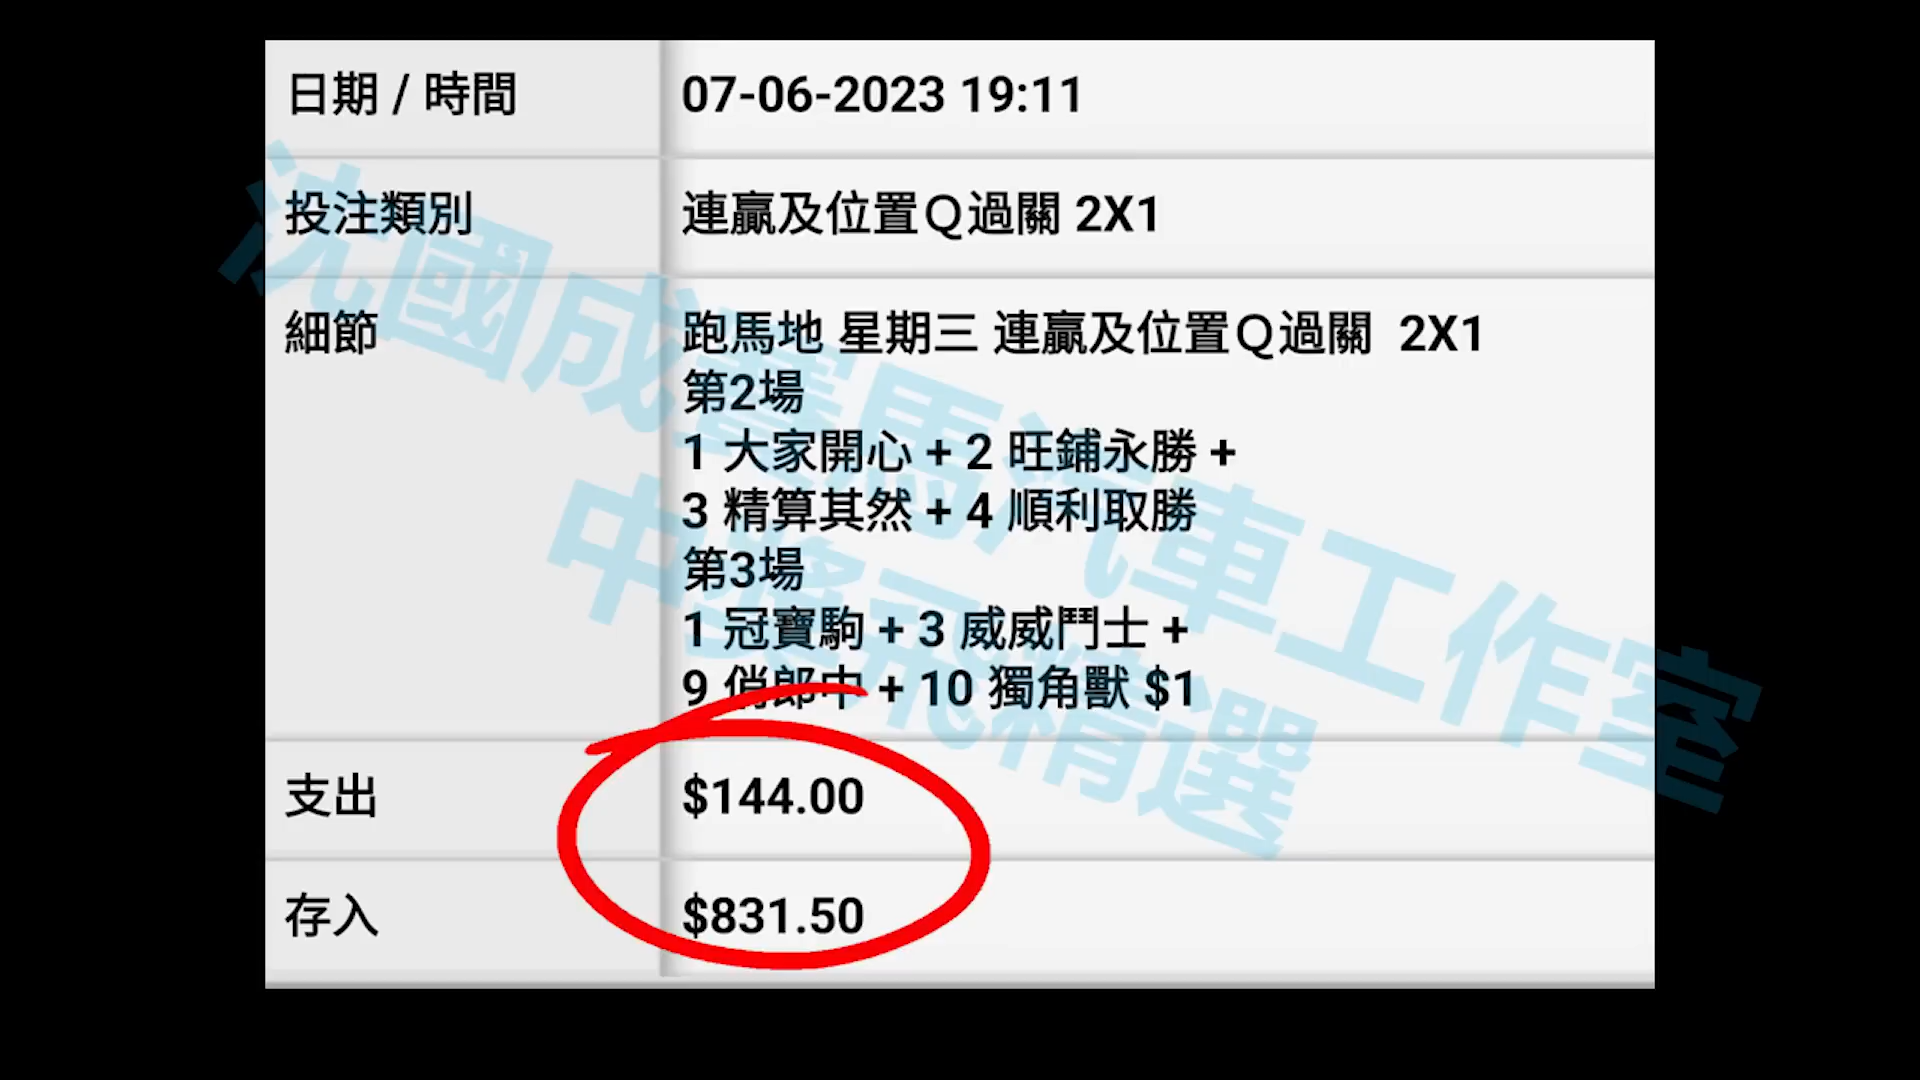 日期 / 時間
07-06-2023 19:11
投注類別
連贏及位置Q過關 2X1
細節
跑馬地 星期三 連贏及位置Q過關 2X1
第2場
1 大家開心 + 2 旺鋪永勝 +
3 精算其然 + 4 順利取勝
第3場
1 冠寶駒 + 3 威威鬥士 +
9 俏郎中 + 10 獨角獸 $1
支出
$144.00
存入
$831.50
沈國成賽馬汽車工作室
中獎飛精選